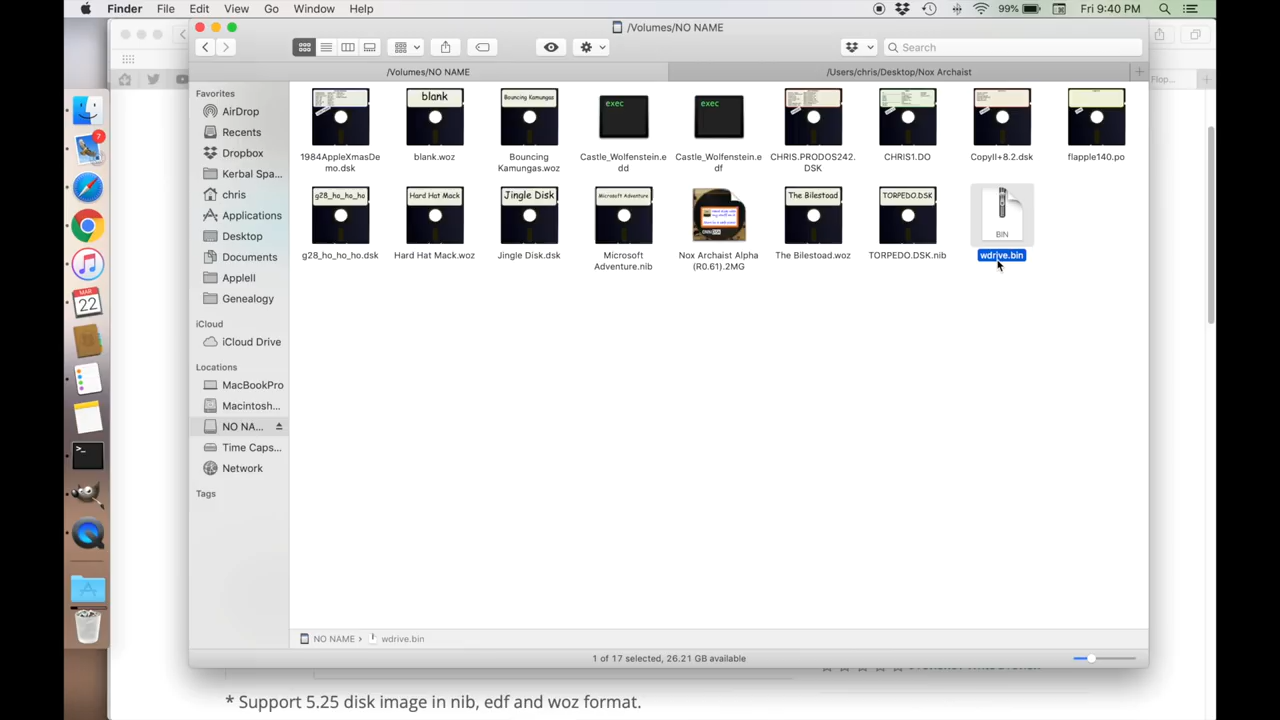 Finder File Edit View Go Window Help
99% Fri 9:40 PM
/Volumes/NO NAME
Search
/Volumes/NO NAME
/Users/chris/Desktop/Nox Archaist
Flop...
Favorites
AirDrop
Recents
Dropbox
Kerbal Spa...
chris
Applications
Desktop
Documents
AppleII
Genealogy
iCloud
iCloud Drive
Locations
MacBookPro
Macintosh...
NO NA...
Time Caps...
Network
Tags
blank
Bouncing Kamungas
exec
exec
1984AppleXmasDe
mo.dsk
blank.woz
Bouncing
Kamungas.woz
Castle_Wolfenstein.e
dd
Castle_Wolfenstein.e
df
CHRIS.PRODOS242.
DSK
CHRIS1.DO
CopyII+8.2.dsk
flapple140.po
g28_ho_ho_ho
Hard Hat Mack
Jingle Disk
Microsoft Adventure
The Bilestoad
TORPEDO.DSK
BIN
g28_ho_ho_ho.dsk
Hard Hat Mack.woz
Jingle Disk.dsk
Microsoft
Adventure.nib
Nox Archaist Alpha
(R0.61).2MG
The Bilestoad.woz
TORPEDO.DSK.nib
wdrive.bin
7
MAR
22
NO NAME › wdrive.bin
1 of 17 selected, 26.21 GB available
* Support 5.25 disk image in nib, edf and woz format.